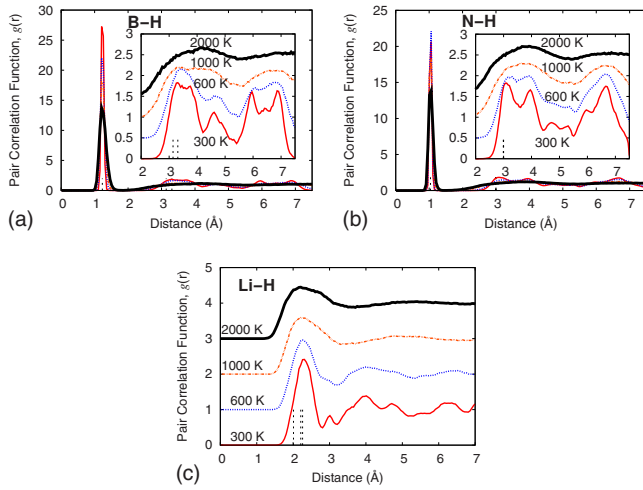 B–H
Pair Correlation Function, g(r)
30
25
20
15
10
5
0
3
2.5
2
1.5
1
0.5
0
2000 K
1000 K
600 K
300 K
2 3 4 5 6 7
0 1 2 3 4 5 6 7
Distance (Å)
(a)
N–H
Pair Correlation Function, g(r)
25
20
15
10
5
0
3
2.5
2
1.5
1
0.5
0
2000 K
1000 K
600 K
300 K
2 3 4 5 6 7
0 1 2 3 4 5 6 7
Distance (Å)
(b)
Li–H
Pair Correlation Function, g(r)
5
4
3
2
1
0
2000 K
1000 K
600 K
300 K
0 1 2 3 4 5 6 7
Distance (Å)
(c)